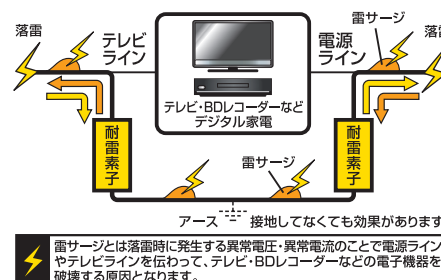 雷サージ
落雷
テレビ
ライン
電源
ライン
落雷
テレビ・BDレコーダーなど
デジタル家電
耐雷素子
耐雷素子
雷サージ
アース
接地してなくても効果があります
雷サージとは落雷時に発生する異常電圧・異常電流のことで電源ライン
やテレビラインを伝わって、テレビ・BDレコーダーなどの電子機器を
破壊する原因となります。